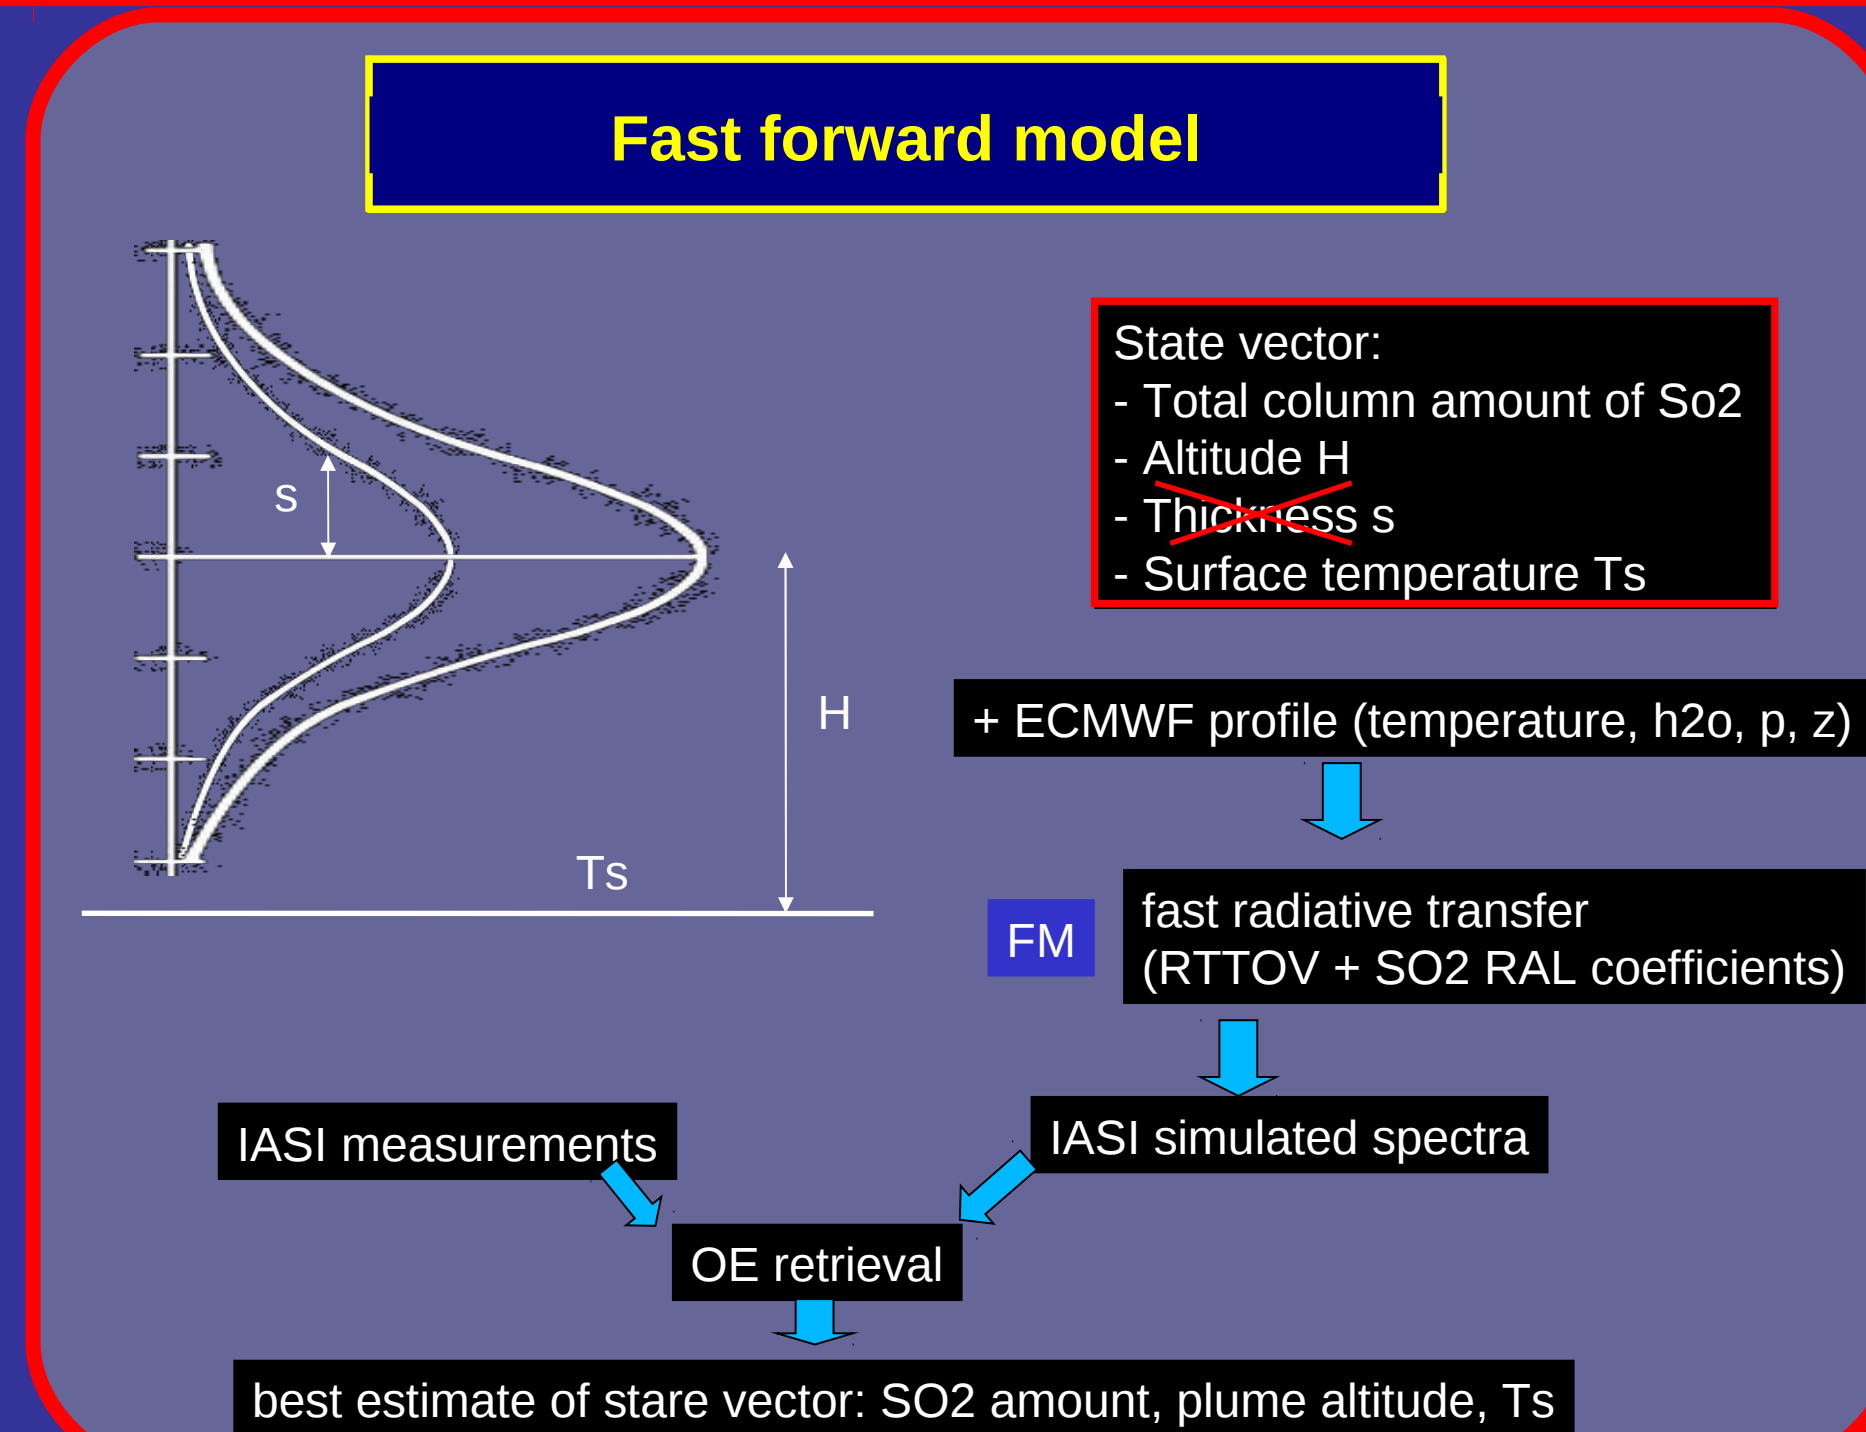 Fast forward model
State vector:
- Total column amount of So2
- Altitude H
- Thickness s
- Surface temperature Ts
s
H
Ts
+ ECMWF profile (temperature, h2o, p, z)
FM
fast radiative transfer
(RTTOV + SO2 RAL coefficients)
IASI measurements
IASI simulated spectra
OE retrieval
best estimate of stare vector: SO2 amount, plume altitude, Ts